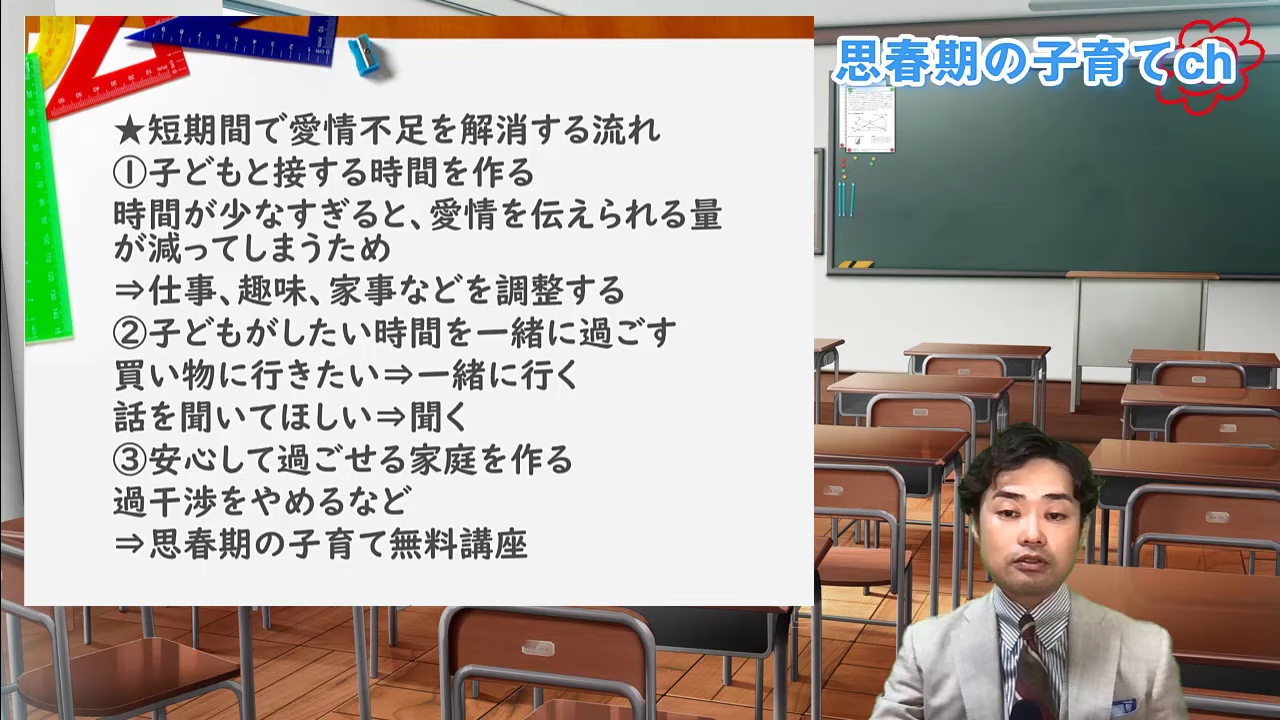 思春期の子育てch
★短期間で愛情不足を解消する流れ
①子どもと接する時間を作る
時間が少なすぎると、愛情を伝えられる量
が減ってしまうため
⇒仕事、趣味、家事などを調整する
②子どもがしたい時間を一緒に過ごす
買い物に行きたい⇒一緒に行く
話を聞いてほしい⇒聞く
③安心して過ごせる家庭を作る
過干渉をやめるなど
⇒思春期の子育て無料講座